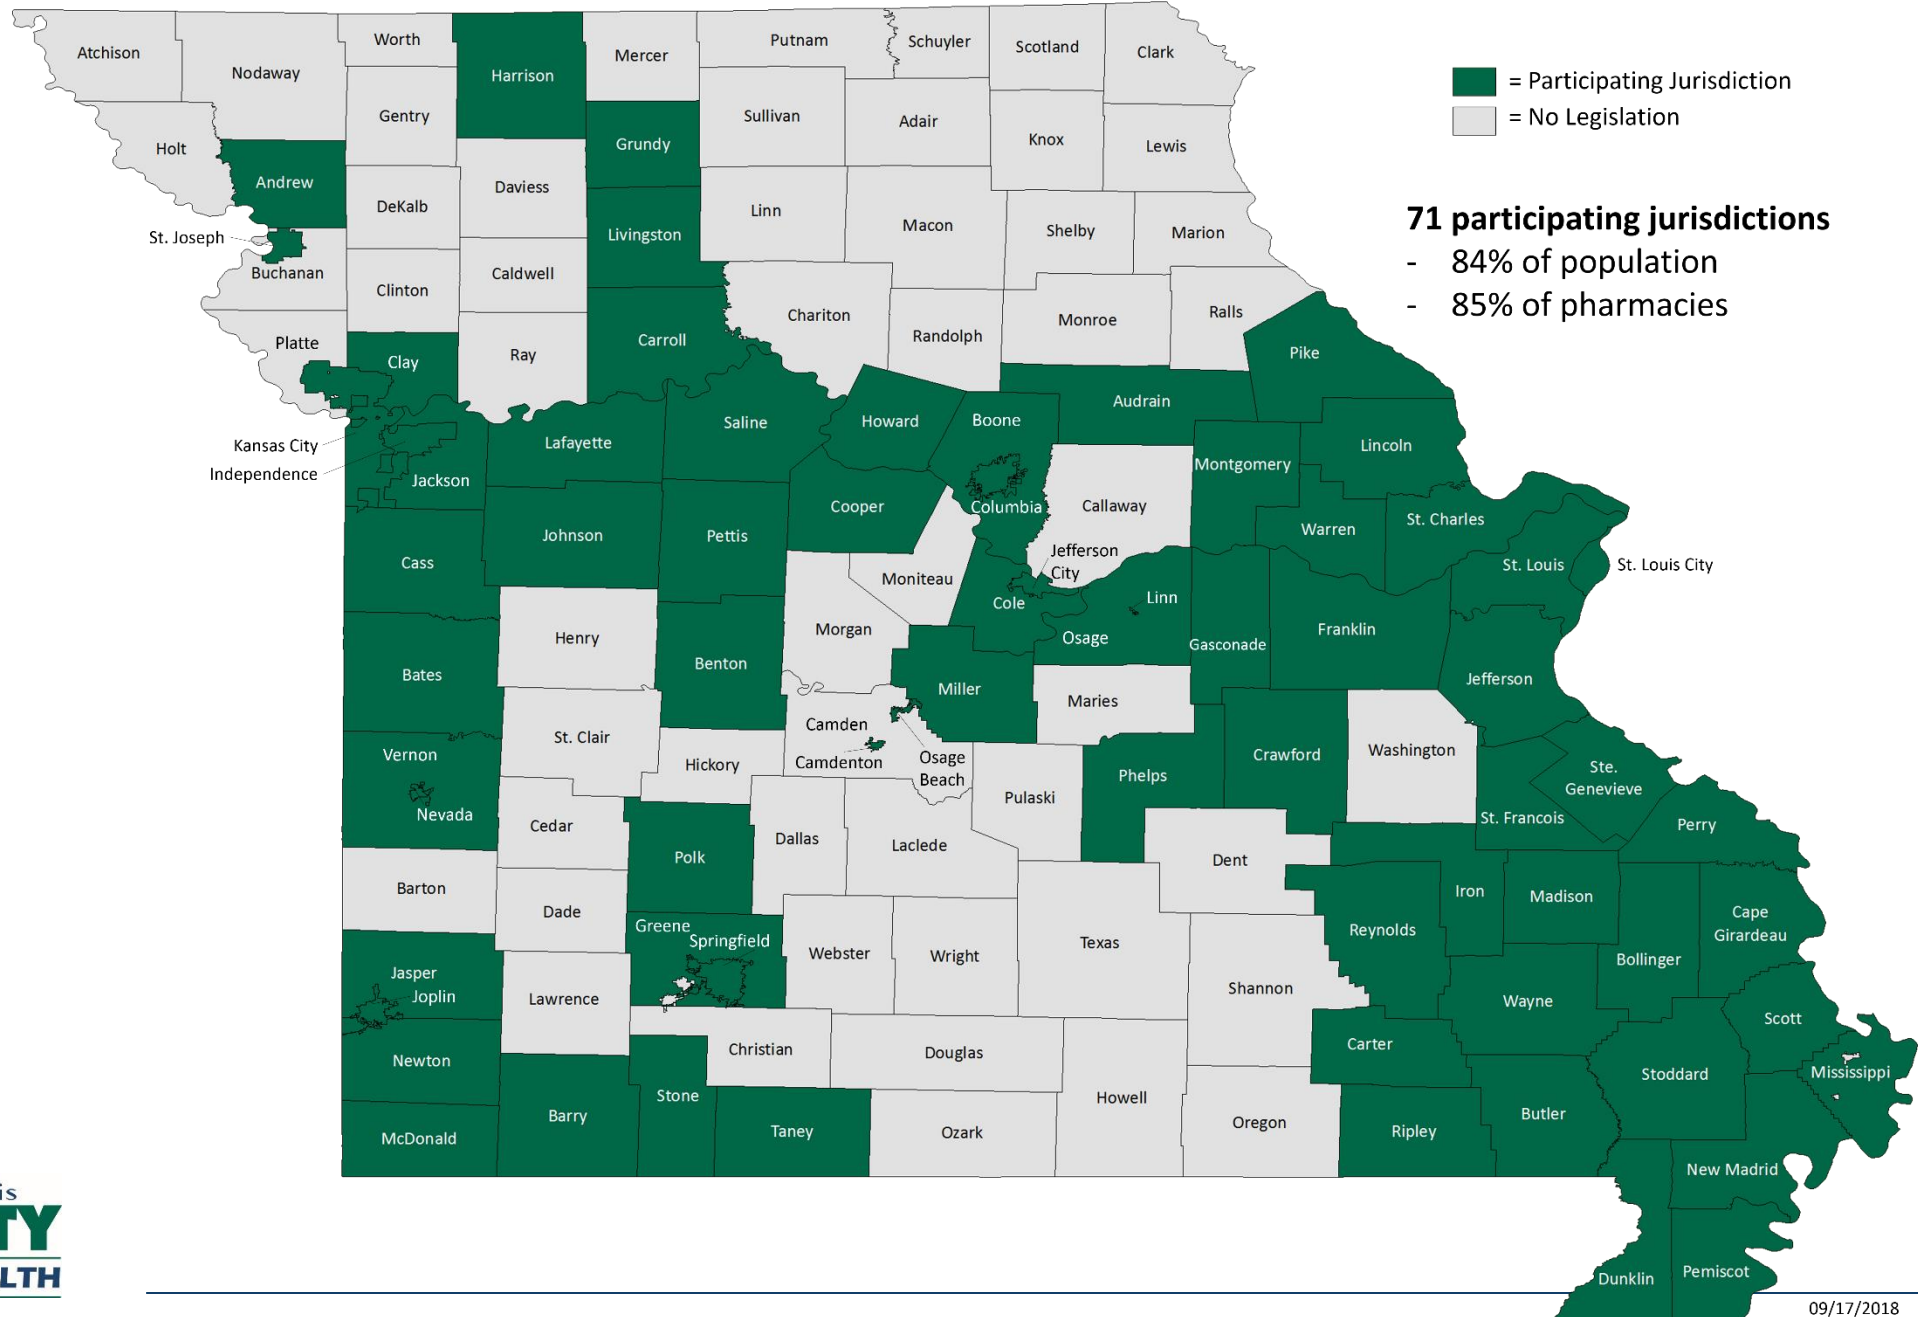 Atchison
Nodaway
Worth
Harrison
Mercer
Putnam
Schuyler
Scotland
Clark
= Participating Jurisdiction
= No Legislation
Holt
Andrew
Gentry
Grundy
Sullivan
Adair
Knox
Lewis
DeKalb
Daviess
Livingston
Linn
Macon
Shelby
Marion
71 participating jurisdictions
- 84% of population
- 85% of pharmacies
St. Joseph
Buchanan
Clinton
Caldwell
Chariton
Randolph
Monroe
Ralls
Pike
Platte
Clay
Ray
Carroll
Kansas City
Independence
Jackson
Lafayette
Saline
Howard
Boone
Audrain
Montgomery
Lincoln
Cass
Johnson
Pettis
Cooper
Columbia
Callaway
Warren
St. Charles
St. Louis
St. Louis City
Jefferson
City
Moniteau
Cole
Linn
Osage
Gasconade
Franklin
Jefferson
Henry
Morgan
Benton
Bates
Miller
Maries
Camden
Camdenton
Osage
Beach
St. Clair
Hickory
Vernon
Nevada
Pulaski
Phelps
Crawford
Washington
Ste.
Genevieve
St. Francois
Perry
Cedar
Polk
Dallas
Laclede
Dent
Barton
Dade
Greene
Springfield
Webster
Wright
Texas
Reynolds
Iron
Madison
Bollinger
Cape
Girardeau
Jasper
Joplin
Lawrence
Shannon
Wayne
Scott
Newton
Christian
Douglas
Carter
Stoddard
Mississippi
McDonald
Barry
Stone
Taney
Ozark
Howell
Oregon
Ripley
Butler
New Madrid
Dunklin
Pemiscot
is
TY
LTH
09/17/2018